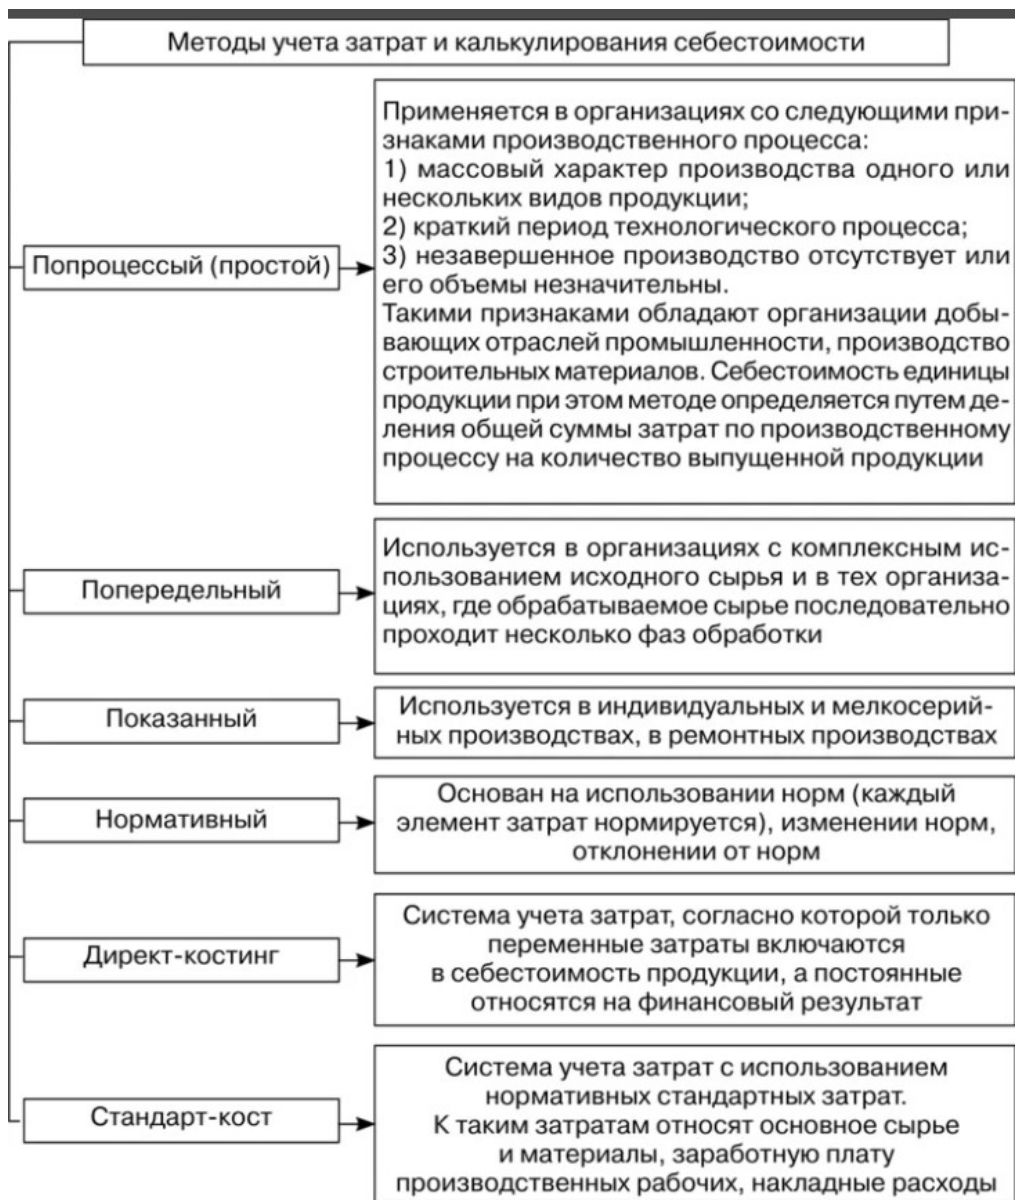 Методы учета затрат и калькулирования себестоимости
Попроцессый (простой)
Применяется в организациях со следующими при-
знаками производственного процесса:
1) массовый характер производства одного или
нескольких видов продукции;
2) краткий период технологического процесса;
3) незавершенное производство отсутствует или
его объемы незначительны.
Такими признаками обладают организации добы-
вающих отраслей промышленности, производство
строительных материалов. Себестоимость единицы
продукции при этом методе определяется путем де-
ления общей суммы затрат по производственному
процессу на количество выпущенной продукции
Попередельный
Используется в организациях с комплексным ис-
пользованием исходного сырья и в тех организа-
циях, где обрабатываемое сырье последовательно
проходит несколько фаз обработки
Показанный
Используется в индивидуальных и мелкосерий-
ных производствах, в ремонтных производствах
Нормативный
Основан на использовании норм (каждый
элемент затрат нормируется), изменении норм,
отклонении от норм
Директ-костинг
Система учета затрат, согласно которой только
переменные затраты включаются
в себестоимость продукции, а постоянные
относятся на финансовый результат
Стандарт-кост
Система учета затрат с использованием
нормативных стандартных затрат.
К таким затратам относят основное сырье
и материалы, заработную плату
производственных рабочих, накладные расходы